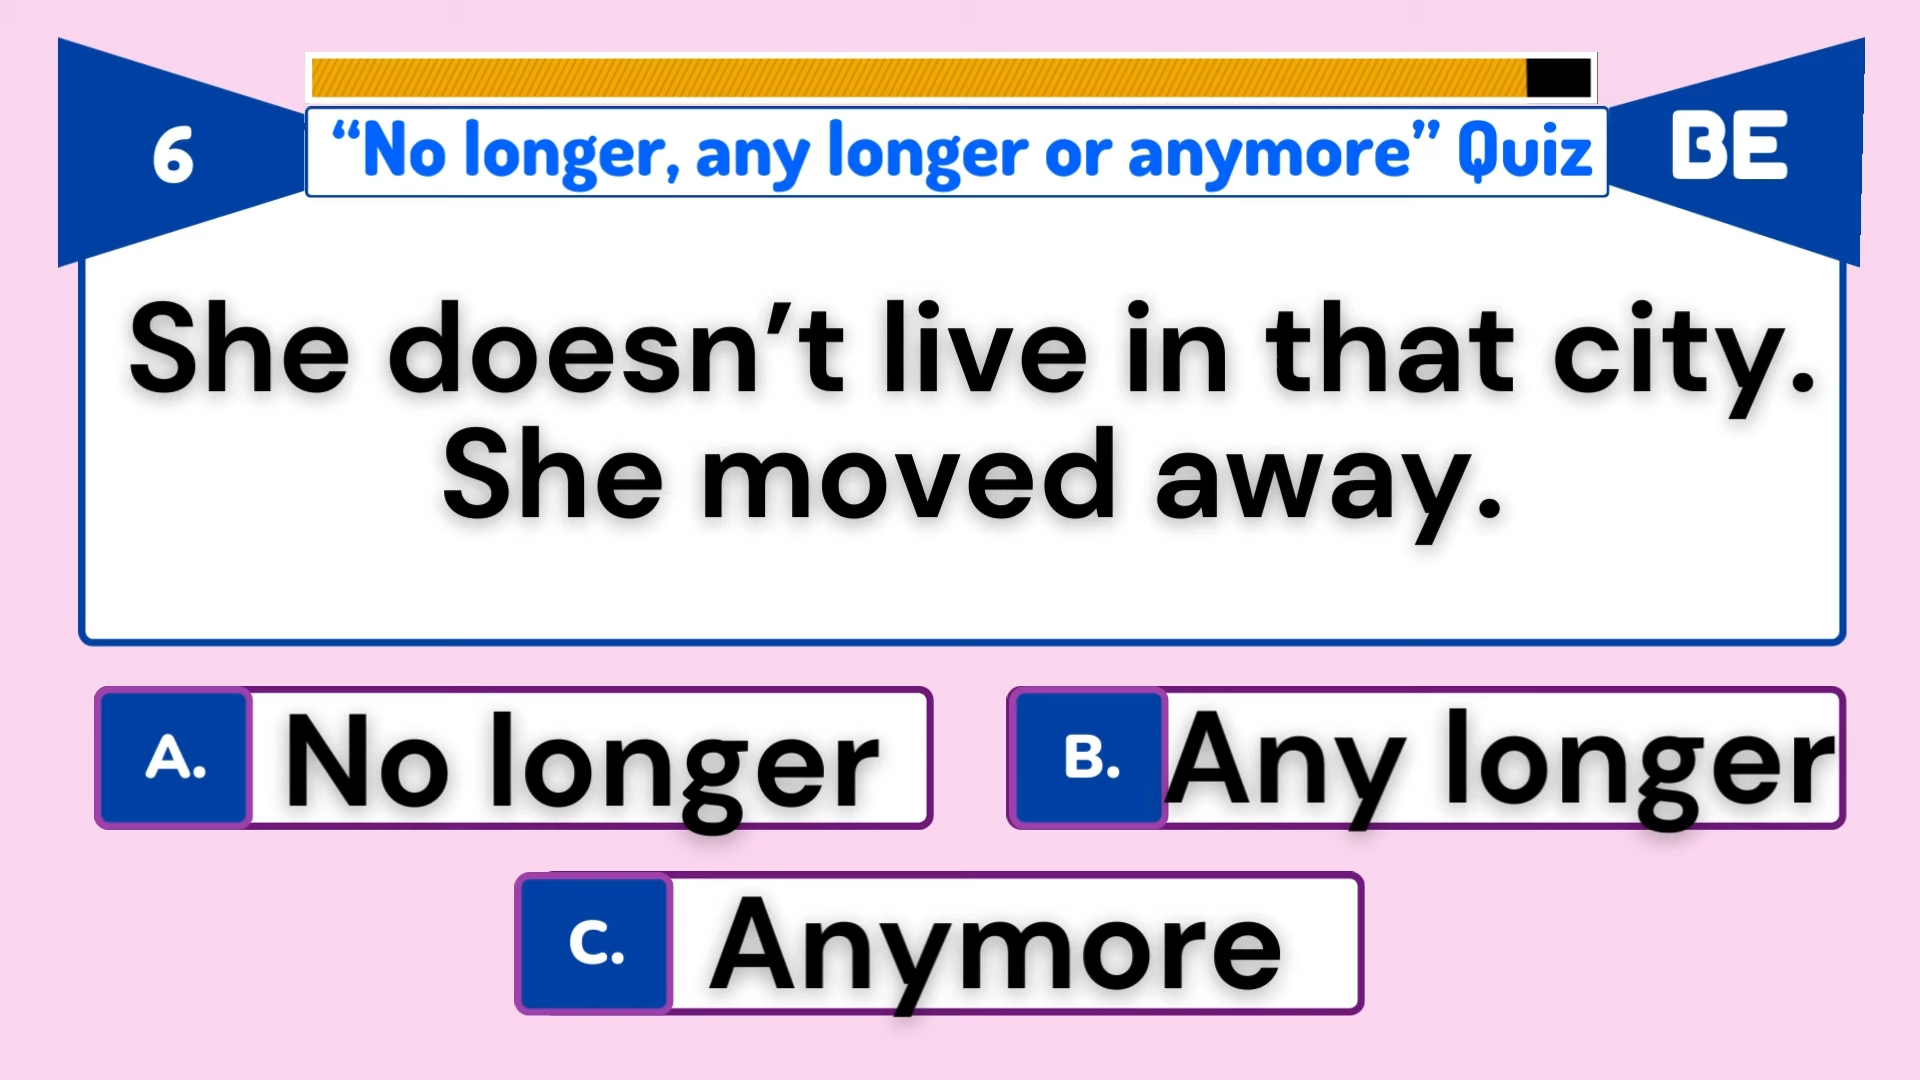 6
“No longer, any longer or anymore” Quiz
BE
She doesn’t live in that city.
She moved away.
A. No longer
B. Any longer
C. Anymore